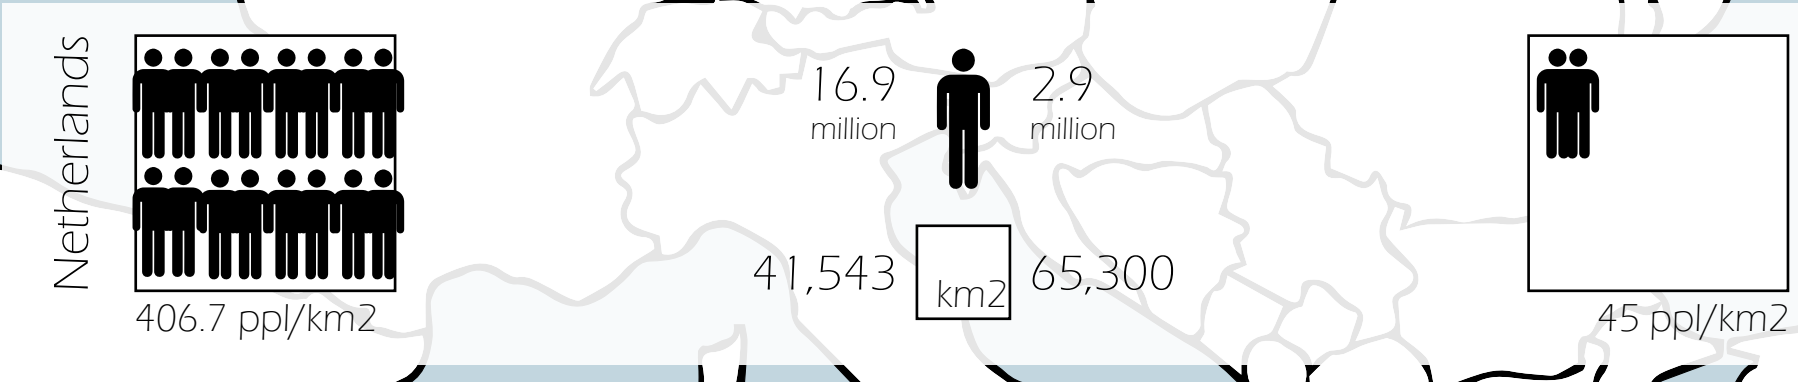 Netherlands
406.7 ppl/km2
16.9
million
2.9
million
41,543
km2
65,300
45 ppl/km2